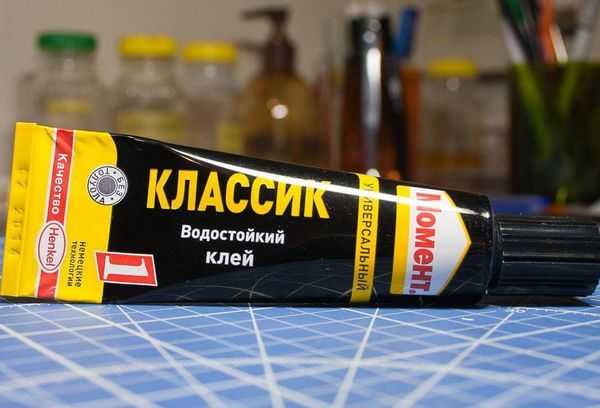 Качество
Henkel
немецкие
технологии
БЕЗ
ТОЛУОЛА
1
КЛАССИК
Водостойкий
клей
УНИВЕРСАЛЬНЫЙ
Момент